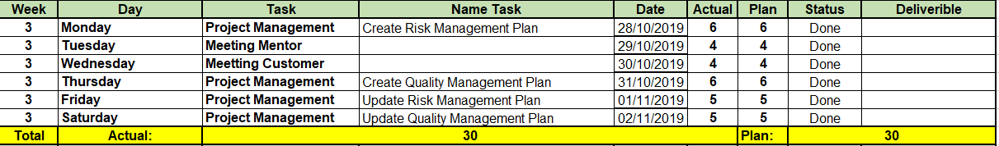 Week Day Task Name Task Date Actual Plan Status Deliverible
3 Monday Project Management Create Risk Management Plan 28/10/2019 6 6 Done
3 Tuesday Meeting Mentor 29/10/2019 4 4 Done
3 Wednesday Meetting Customer 30/10/2019 4 4 Done
3 Thursday Project Management Create Quality Management Plan 31/10/2019 6 6 Done
3 Friday Project Management Update Risk Management Plan 01/11/2019 5 5 Done
3 Saturday Project Management Update Quality Management Plan 02/11/2019 5 5 Done
Total Actual: 30 Plan: 30